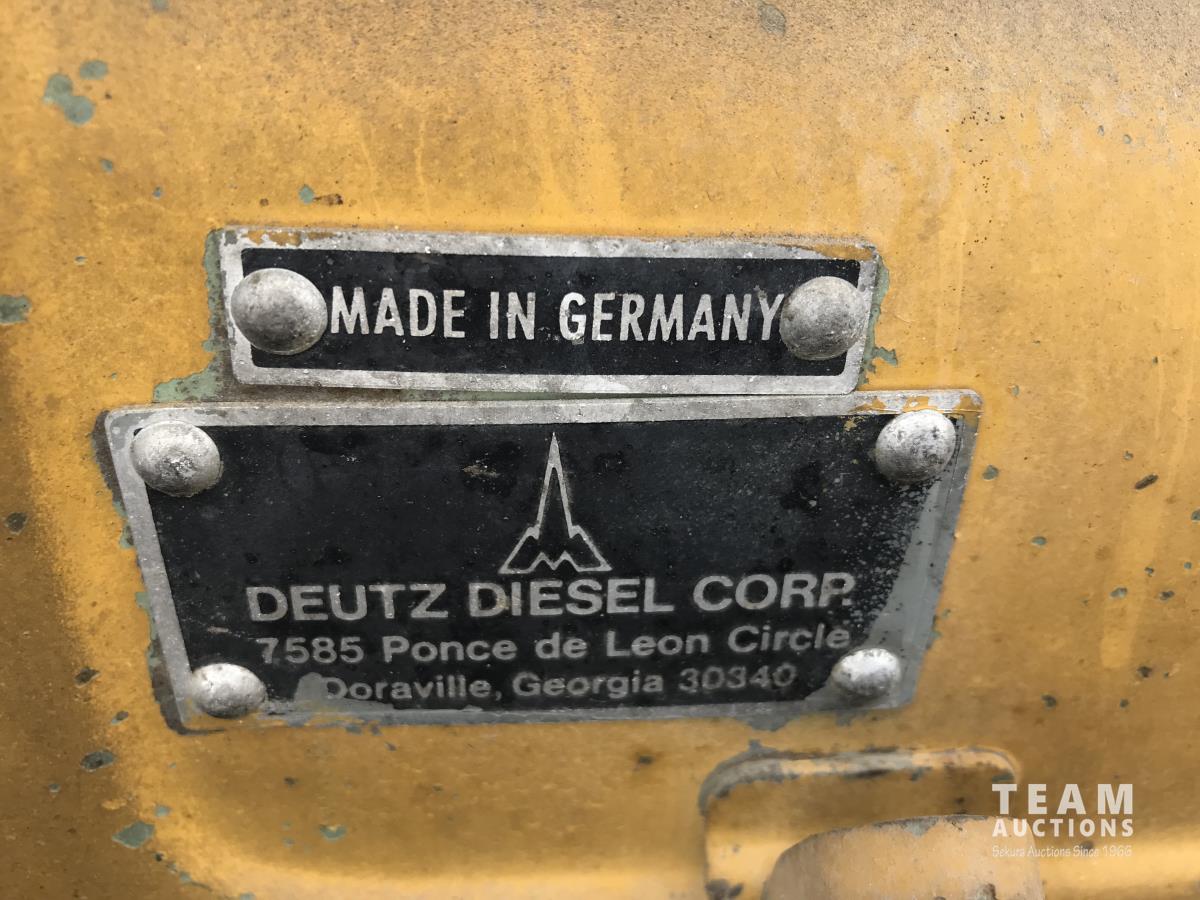 MADE IN GERMANY
DEUTZ DIESEL CORP.
7585 Ponce de Leon Circle
Doraville, Georgia 30340
TEAM
AUCTIONS
Sekura Auctions Since 1966